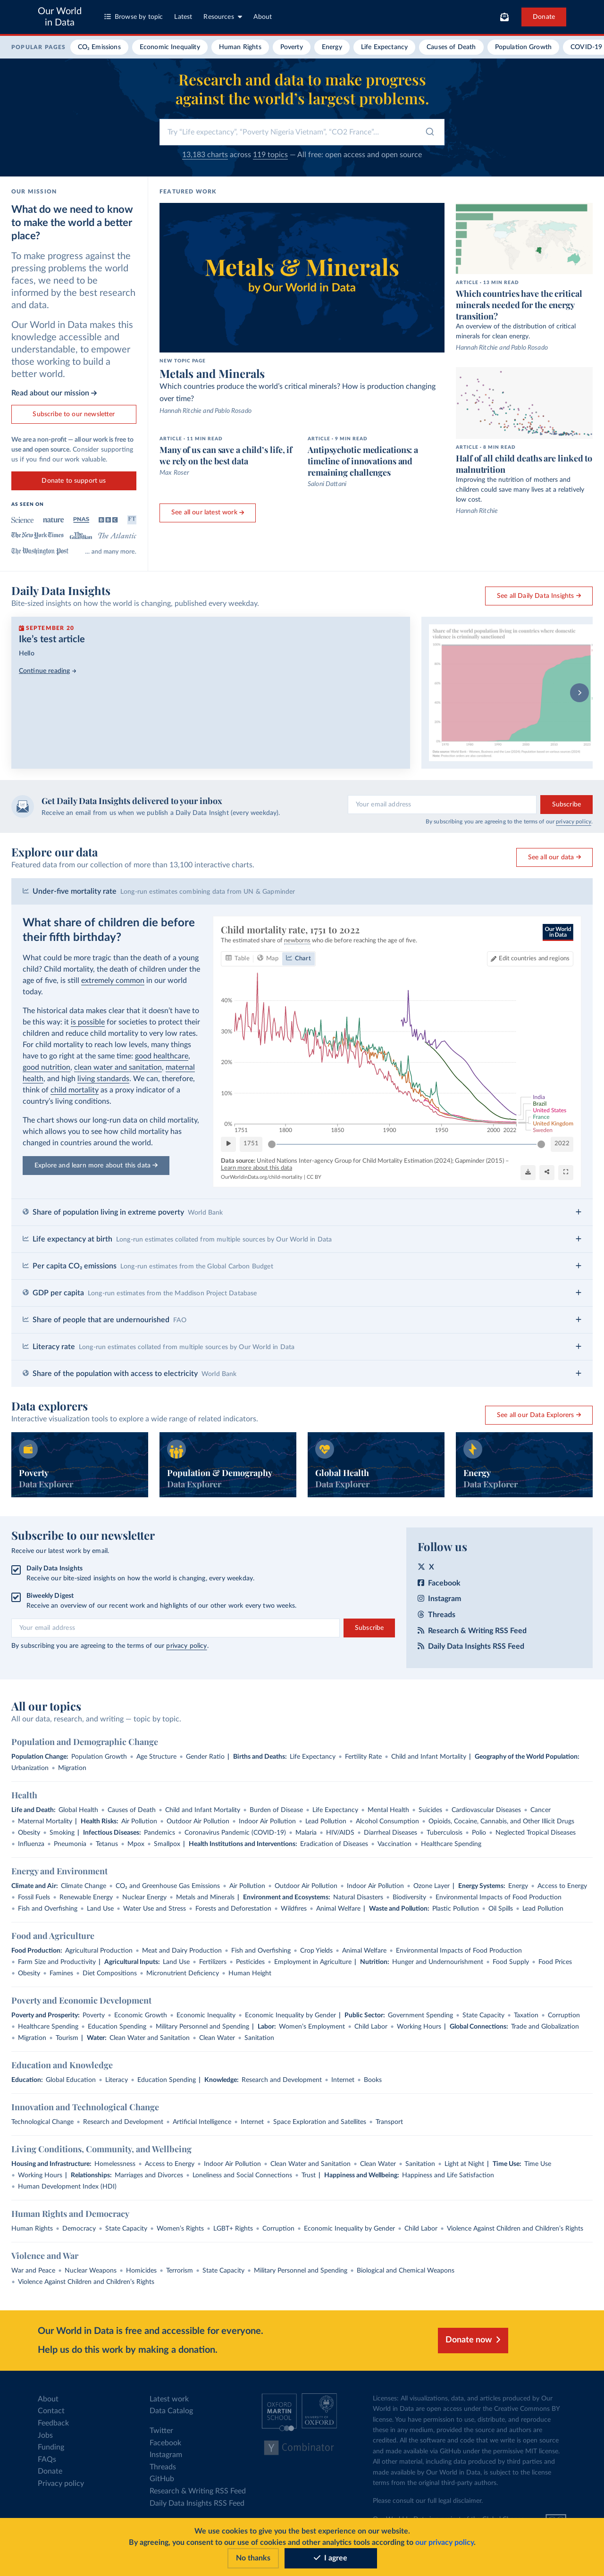 Our World
in Data
Browse by topic
Latest
Resources
About
Donate
POPULAR PAGES
CO₂ Emissions
Economic Inequality
Human Rights
Poverty
Energy
Life Expectancy
Causes of Death
Population Growth
COVID-19
Research and data to make progress
against the world's largest problems.
Try "Life expectancy", "Poverty Nigeria Vietnam", "CO2 France"...
13,183 charts across 119 topics — All free: open access and open source
OUR MISSION
What do we need to know
to make the world a better
place?
To make progress against the
pressing problems the world
faces, we need to be
informed by the best research
and data.
Our World in Data makes this
knowledge accessible and
understandable, to empower
those working to build a
better world.
Read about our mission →
Subscribe to our newsletter
We are a non-profit — all our work is free to
use and open source. Consider supporting
us if you find our work valuable.
Donate to support us
AS SEEN ON
Science nature PNAS BBC FT
The New York Times The Guardian The Atlantic
The Washington Post ... and many more.
FEATURED WORK
Metals & Minerals
by Our World in Data
NEW TOPIC PAGE
Metals and Minerals
Which countries produce the world's critical minerals? How is production changing
over time?
Hannah Ritchie and Pablo Rosado
ARTICLE - 11 MIN READ
Many of us can save a child's life, if
we rely on the best data
Max Roser
ARTICLE - 9 MIN READ
Antipsychotic medications: a
timeline of innovations and
remaining challenges
Saloni Dattani
See all our latest work →
ARTICLE - 13 MIN READ
Which countries have the critical
minerals needed for the energy
transition?
An overview of the distribution of critical
minerals for clean energy.
Hannah Ritchie and Pablo Rosado
ARTICLE - 8 MIN READ
Half of all child deaths are linked to
malnutrition
Improving the nutrition of mothers and
children could save many lives at a relatively
low cost.
Hannah Ritchie
Daily Data Insights
Bite-sized insights on how the world is changing, published every weekday.
See all Daily Data Insights →
SEPTEMBER 20
Ike's test article
Hello
Continue reading →
Share of the world population living in countries where domestic
violence is criminally sanctioned
Get Daily Data Insights delivered to your inbox
Receive an email from us when we publish a Daily Data Insight (every weekday).
Your email address
Subscribe
By subscribing you are agreeing to the terms of our privacy policy.
Explore our data
Featured data from our collection of more than 13,100 interactive charts.
See all our data →
Under-five mortality rate Long-run estimates combining data from UN & Gapminder
What share of children die before
their fifth birthday?
What could be more tragic than the death of a young
child? Child mortality, the death of children under the
age of five, is still extremely common in our world
today.
The historical data makes clear that it doesn't have to
be this way: it is possible for societies to protect their
children and reduce child mortality to very low rates.
For child mortality to reach low levels, many things
have to go right at the same time: good healthcare,
good nutrition, clean water and sanitation, maternal
health, and high living standards. We can, therefore,
think of child mortality as a proxy indicator of a
country's living conditions.
The chart shows our long-run data on child mortality,
which allows you to see how child mortality has
changed in countries around the world.
Explore and learn more about this data →
Child mortality rate, 1751 to 2022
The estimated share of newborns who die before reaching the age of five.
Our World
in Data
Table
Map
Chart
Edit countries and regions
40%
30%
20%
10%
0%
1751 1800 1850 1900 1950 2000 2022
India
Brazil
United States
France
United Kingdom
Sweden
1751
2022
Data source: United Nations Inter-agency Group for Child Mortality Estimation (2024); Gapminder (2015) –
Learn more about this data
OurWorldinData.org/child-mortality | CC BY
Share of population living in extreme poverty World Bank
Life expectancy at birth Long-run estimates collated from multiple sources by Our World in Data
Per capita CO₂ emissions Long-run estimates from the Global Carbon Budget
GDP per capita Long-run estimates from the Maddison Project Database
Share of people that are undernourished FAO
Literacy rate Long-run estimates collated from multiple sources by Our World in Data
Share of the population with access to electricity World Bank
Data explorers
Interactive visualization tools to explore a wide range of related indicators.
See all our Data Explorers →
Poverty
Data Explorer
Population & Demography
Data Explorer
Global Health
Data Explorer
Energy
Data Explorer
Subscribe to our newsletter
Receive our latest work by email.
Daily Data Insights
Receive our bite-sized insights on how the world is changing, every weekday.
Biweekly Digest
Receive an overview of our recent work and highlights of our other work every two weeks.
Your email address
Subscribe
By subscribing you are agreeing to the terms of our privacy policy.
Follow us
X
Facebook
Instagram
Threads
Research & Writing RSS Feed
Daily Data Insights RSS Feed
All our topics
All our data, research, and writing — topic by topic.
Population and Demographic Change
Population Change: Population Growth • Age Structure • Gender Ratio | Births and Deaths: Life Expectancy • Fertility Rate • Child and Infant Mortality | Geography of the World Population:
Urbanization • Migration
Health
Life and Death: Global Health • Causes of Death • Child and Infant Mortality • Burden of Disease • Life Expectancy • Mental Health • Suicides • Cardiovascular Diseases • Cancer
• Maternal Mortality | Health Risks: Air Pollution • Outdoor Air Pollution • Indoor Air Pollution • Lead Pollution • Alcohol Consumption • Opioids, Cocaine, Cannabis, and Other Illicit Drugs
• Obesity • Smoking | Infectious Diseases: Pandemics • Coronavirus Pandemic (COVID-19) • Malaria • HIV/AIDS • Diarrheal Diseases • Tuberculosis • Polio • Neglected Tropical Diseases
• Influenza • Pneumonia • Tetanus • Mpox • Smallpox | Health Institutions and Interventions: Eradication of Diseases • Vaccination • Healthcare Spending
Energy and Environment
Climate and Air: Climate Change • CO₂ and Greenhouse Gas Emissions • Air Pollution • Outdoor Air Pollution • Indoor Air Pollution • Ozone Layer | Energy Systems: Energy • Access to Energy
• Fossil Fuels • Renewable Energy • Nuclear Energy • Metals and Minerals | Environment and Ecosystems: Natural Disasters • Biodiversity • Environmental Impacts of Food Production
• Fish and Overfishing • Land Use • Water Use and Stress • Forests and Deforestation • Wildfires • Animal Welfare | Waste and Pollution: Plastic Pollution • Oil Spills • Lead Pollution
Food and Agriculture
Food Production: Agricultural Production • Meat and Dairy Production • Fish and Overfishing • Crop Yields • Animal Welfare • Environmental Impacts of Food Production
• Farm Size and Productivity | Agricultural Inputs: Land Use • Fertilizers • Pesticides • Employment in Agriculture | Nutrition: Hunger and Undernourishment • Food Supply • Food Prices
• Obesity • Famines • Diet Compositions • Micronutrient Deficiency • Human Height
Poverty and Economic Development
Poverty and Prosperity: Poverty • Economic Growth • Economic Inequality • Economic Inequality by Gender | Public Sector: Government Spending • State Capacity • Taxation • Corruption
• Healthcare Spending • Education Spending • Military Personnel and Spending | Labor: Women's Employment • Child Labor • Working Hours | Global Connections: Trade and Globalization
• Migration • Tourism | Water: Clean Water and Sanitation • Clean Water • Sanitation
Education and Knowledge
Education: Global Education • Literacy • Education Spending | Knowledge: Research and Development • Internet • Books
Innovation and Technological Change
Technological Change • Research and Development • Artificial Intelligence • Internet • Space Exploration and Satellites • Transport
Living Conditions, Community, and Wellbeing
Housing and Infrastructure: Homelessness • Access to Energy • Indoor Air Pollution • Clean Water and Sanitation • Clean Water • Sanitation • Light at Night | Time Use: Time Use
• Working Hours | Relationships: Marriages and Divorces • Loneliness and Social Connections • Trust | Happiness and Wellbeing: Happiness and Life Satisfaction
• Human Development Index (HDI)
Human Rights and Democracy
Human Rights • Democracy • State Capacity • Women's Rights • LGBT+ Rights • Corruption • Economic Inequality by Gender • Child Labor • Violence Against Children and Children's Rights
Violence and War
War and Peace • Nuclear Weapons • Homicides • Terrorism • State Capacity • Military Personnel and Spending • Biological and Chemical Weapons
• Violence Against Children and Children's Rights
Our World in Data is free and accessible for everyone.
Help us do this work by making a donation.
Donate now
About
Contact
Feedback
Jobs
Funding
FAQs
Donate
Privacy policy
Latest work
Data Catalog
Twitter
Facebook
Instagram
Threads
GitHub
Research & Writing RSS Feed
Daily Data Insights RSS Feed
OXFORD
MARTIN
SCHOOL
UNIVERSITY OF
OXFORD
Y Combinator
Licenses: All visualizations, data, and articles produced by Our
World in Data are open access under the Creative Commons BY
license. You have permission to use, distribute, and reproduce
these in any medium, provided the source and authors are
credited. All the software and code that we write is open source
and made available via GitHub under the permissive MIT license.
All other material, including data produced by third parties and
made available by Our World in Data, is subject to the license
terms from the original third-party authors.
Please consult our full legal disclaimer.
We use cookies to give you the best experience on our website.
By agreeing, you consent to our use of cookies and other analytics tools according to our privacy policy.
No thanks
I agree